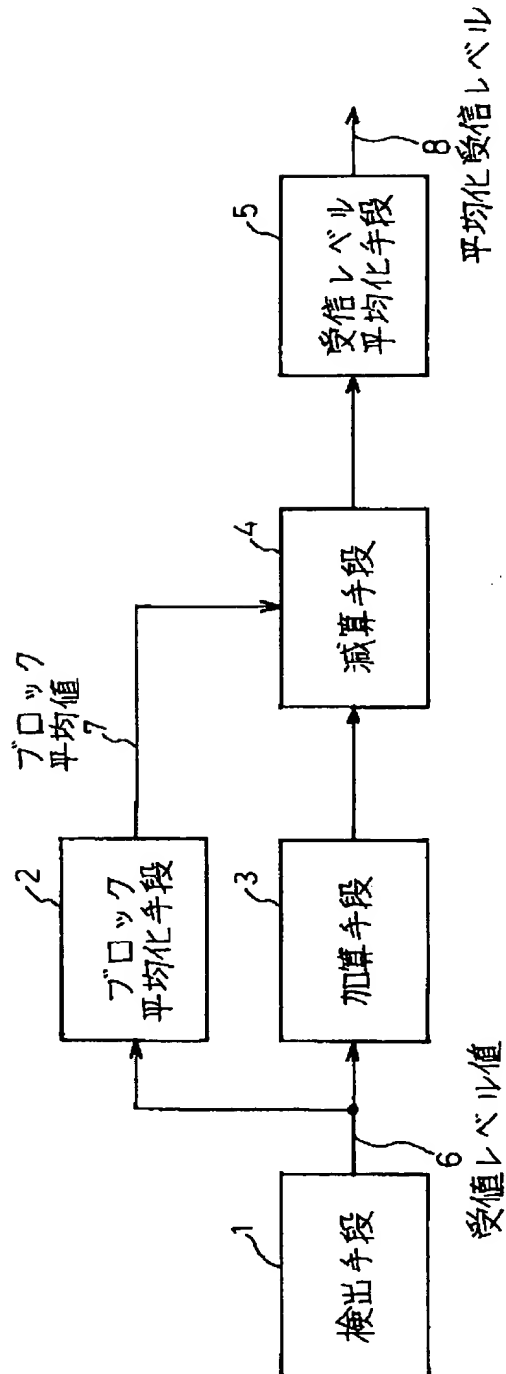 1
検出手段
6
受値レベル値
2
ブロック
平均化手段
ブロック
平均値
7
3
加算手段
4
減算手段
5
受信レベル
平均化手段
8
平均化受信レベル